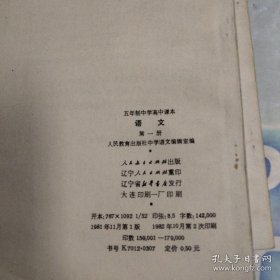 五年制中学高中课本
语文
第一册
人民教育出版社中学语文编辑室编
*
人民教育出版社出版
辽宁人民出版社重印
辽宁省新华书店发行
大连印刷一厂印刷
*
开本:787×1092 1/32 印张:8.5 字数:142,000
1981年11月第1版 1982年10月第2次印刷
印数 156,001—179,000
书号 K7012·0307 定价 0.50 元